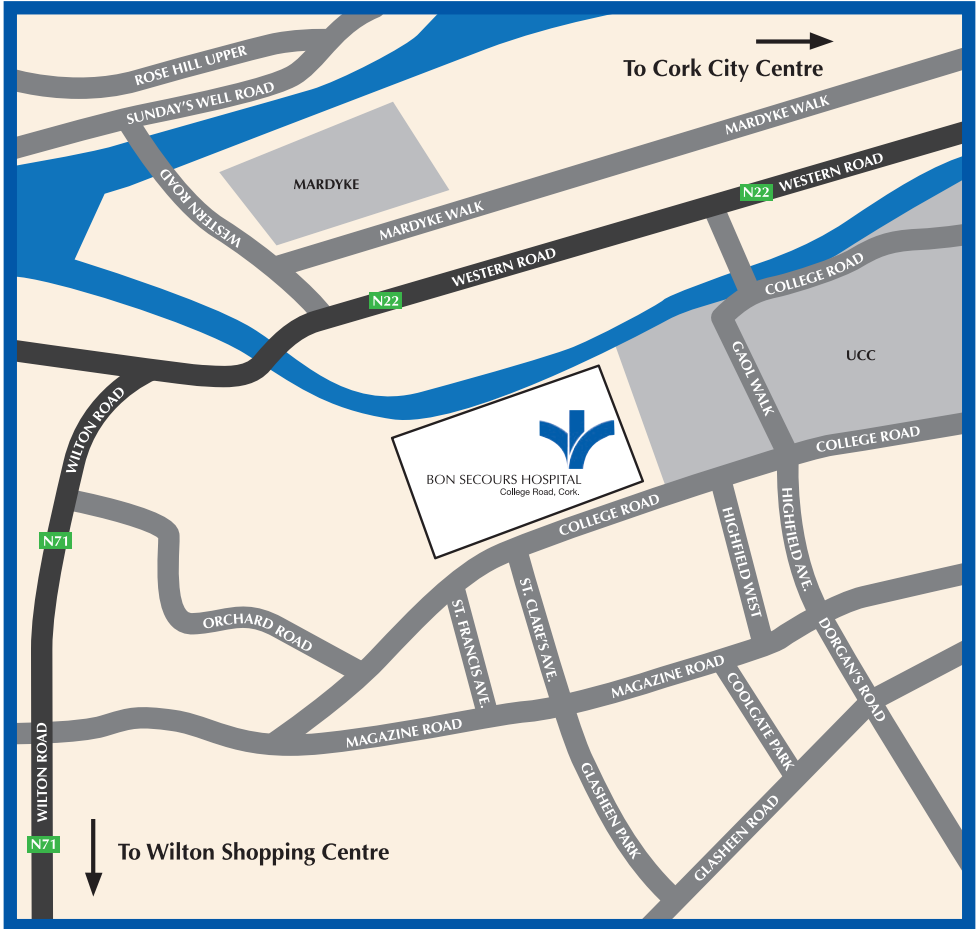 ROSE HILL UPPER
To Cork City Centre
SUNDAY'S WELL ROAD
MARDYKE WALK
WESTERN ROAD
MARDYKE
N22
WESTERN ROAD
MARDYKE WALK
WESTERN ROAD
COLLEGE ROAD
N22
GAOL WALK
UCC
WILTON ROAD
COLLEGE ROAD
BON SECOURS HOSPITAL
College Road, Cork.
COLLEGE ROAD
N71
HIGHFIELD WEST
HIGHFIELD AVE.
ORCHARD ROAD
ST. FRANCIS AVE.
ST. CLARE'S AVE.
DORGAN'S ROAD
MAGAZINE ROAD
COOLGATE PARK
MAGAZINE ROAD
WILTON ROAD
GLASHEEN PARK
GLASHEEN ROAD
N71
To Wilton Shopping Centre